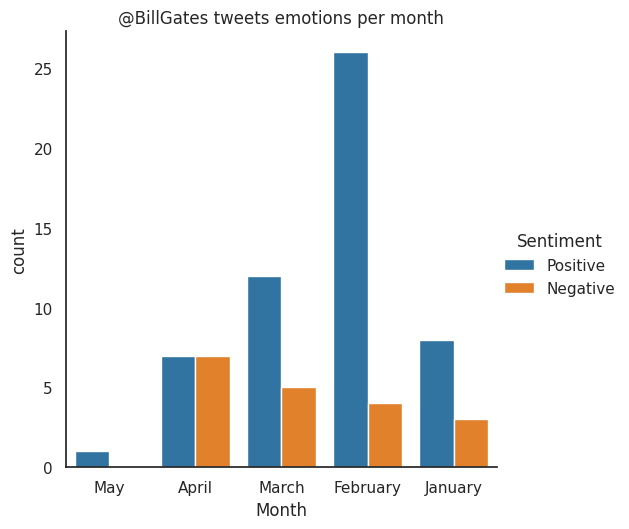 @BillGates tweets emotions per month
25
20
15
10
5
0
count
May April March February January
Month
Sentiment
Positive
Negative